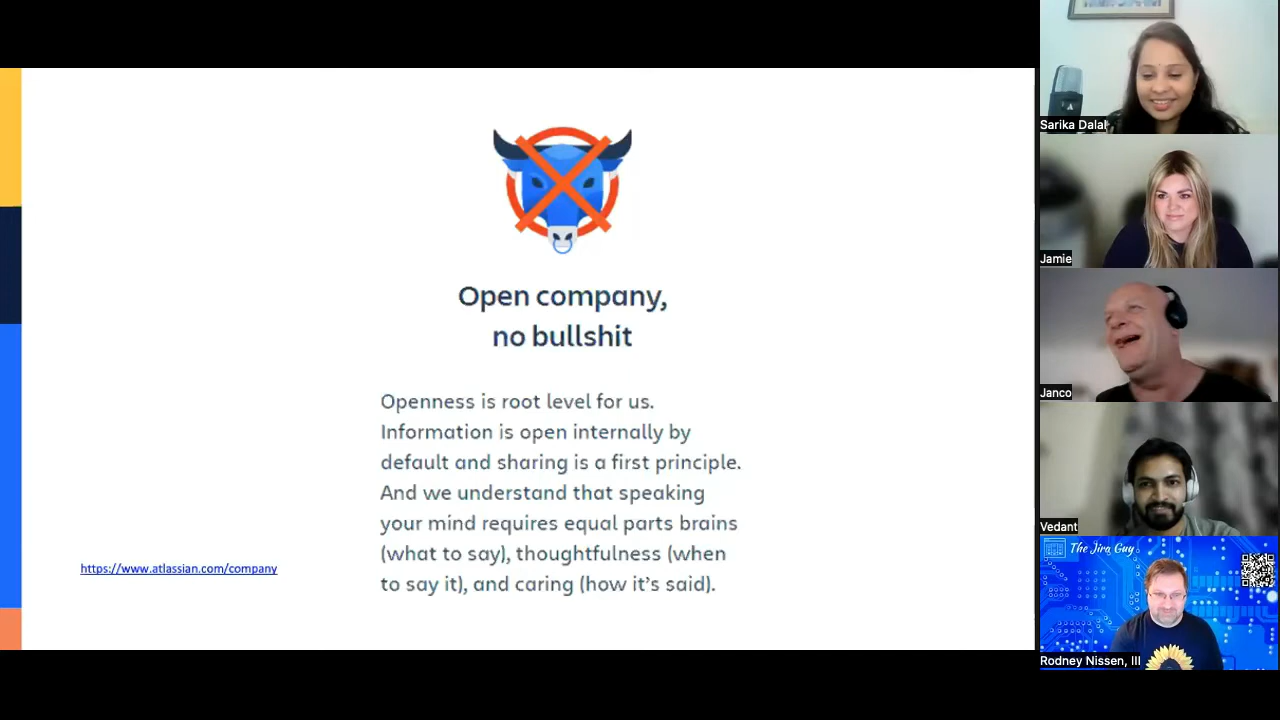 Open company,
no bullshit
Openness is root level for us.
Information is open internally by
default and sharing is a first principle.
And we understand that speaking
your mind requires equal parts brains
(what to say), thoughtfulness (when
to say it), and caring (how it's said).
https://www.atlassian.com/company
Sarika Dalal
Jamie
Janco
Vedant
The Jira Guy
Rodney Nissen, III